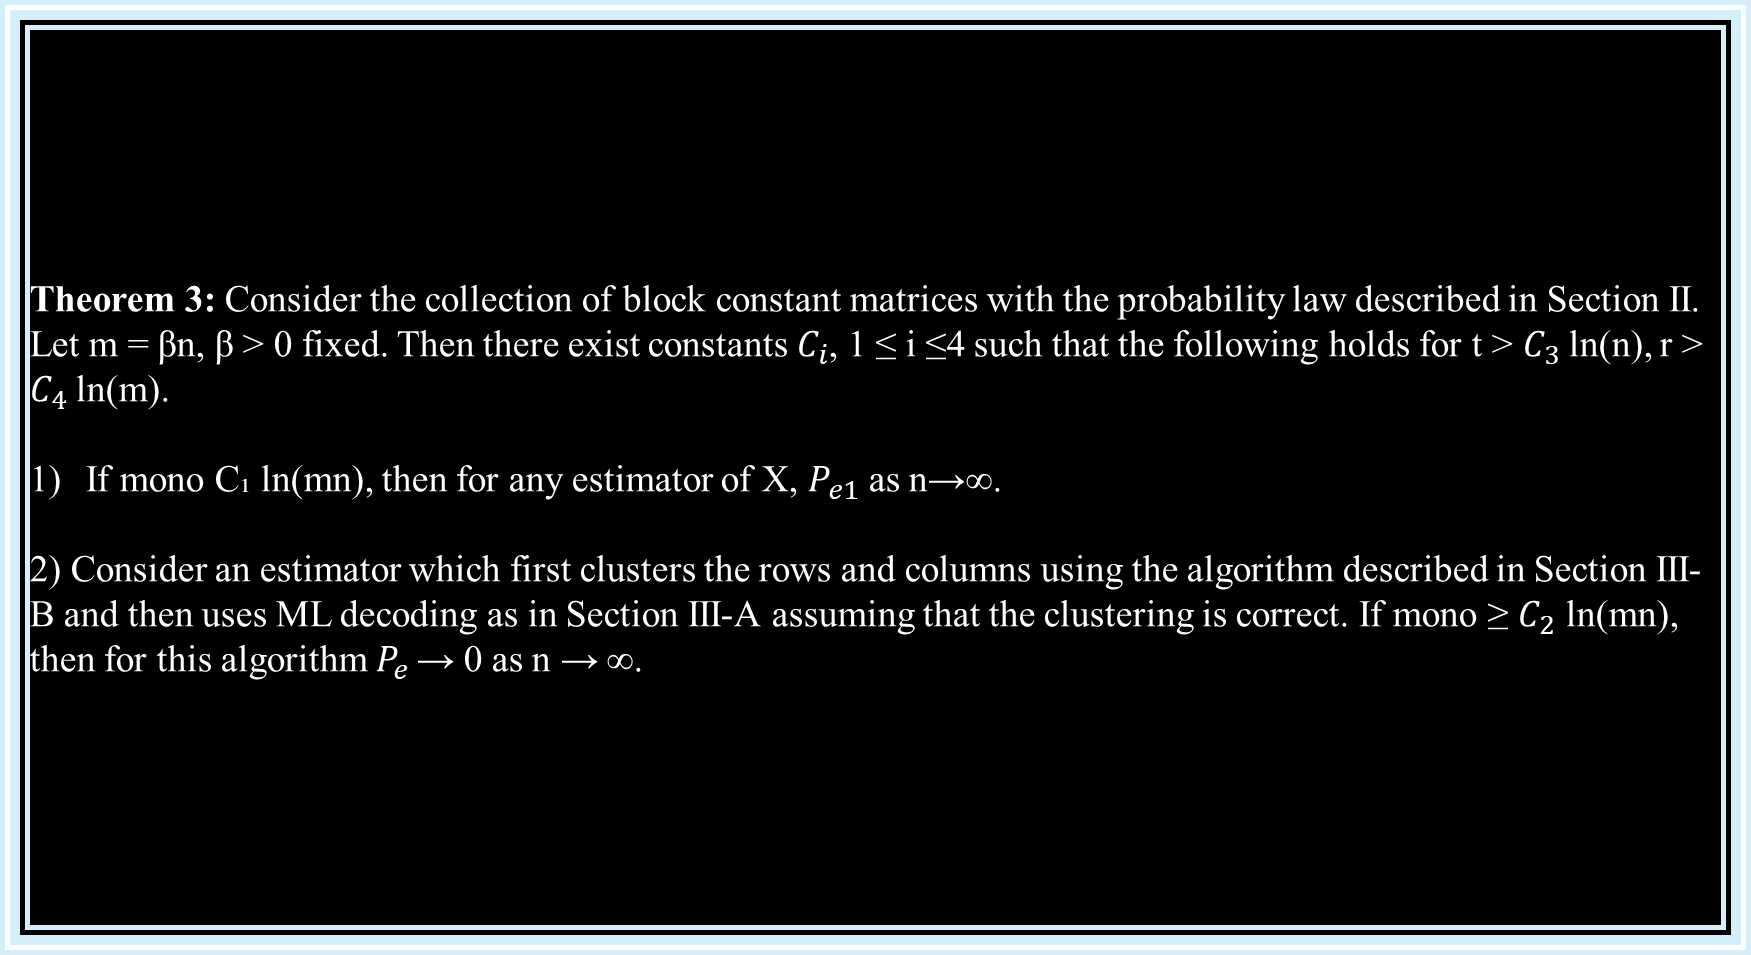 Theorem 3: Consider the collection of block constant matrices with the probability law described in Section II.
Let m = βn, β > 0 fixed. Then there exist constants C₍i₎, 1 ≤ i ≤4 such that the following holds for t > C₃ ln(n), r >
C₄ ln(m).
1) If mono C₁ ln(mn), then for any estimator of X, Pₑ₁ as n→∞.
2) Consider an estimator which first clusters the rows and columns using the algorithm described in Section III-
B and then uses ML decoding as in Section III-A assuming that the clustering is correct. If mono ≥ C₂ ln(mn),
then for this algorithm Pₑ → 0 as n → ∞.